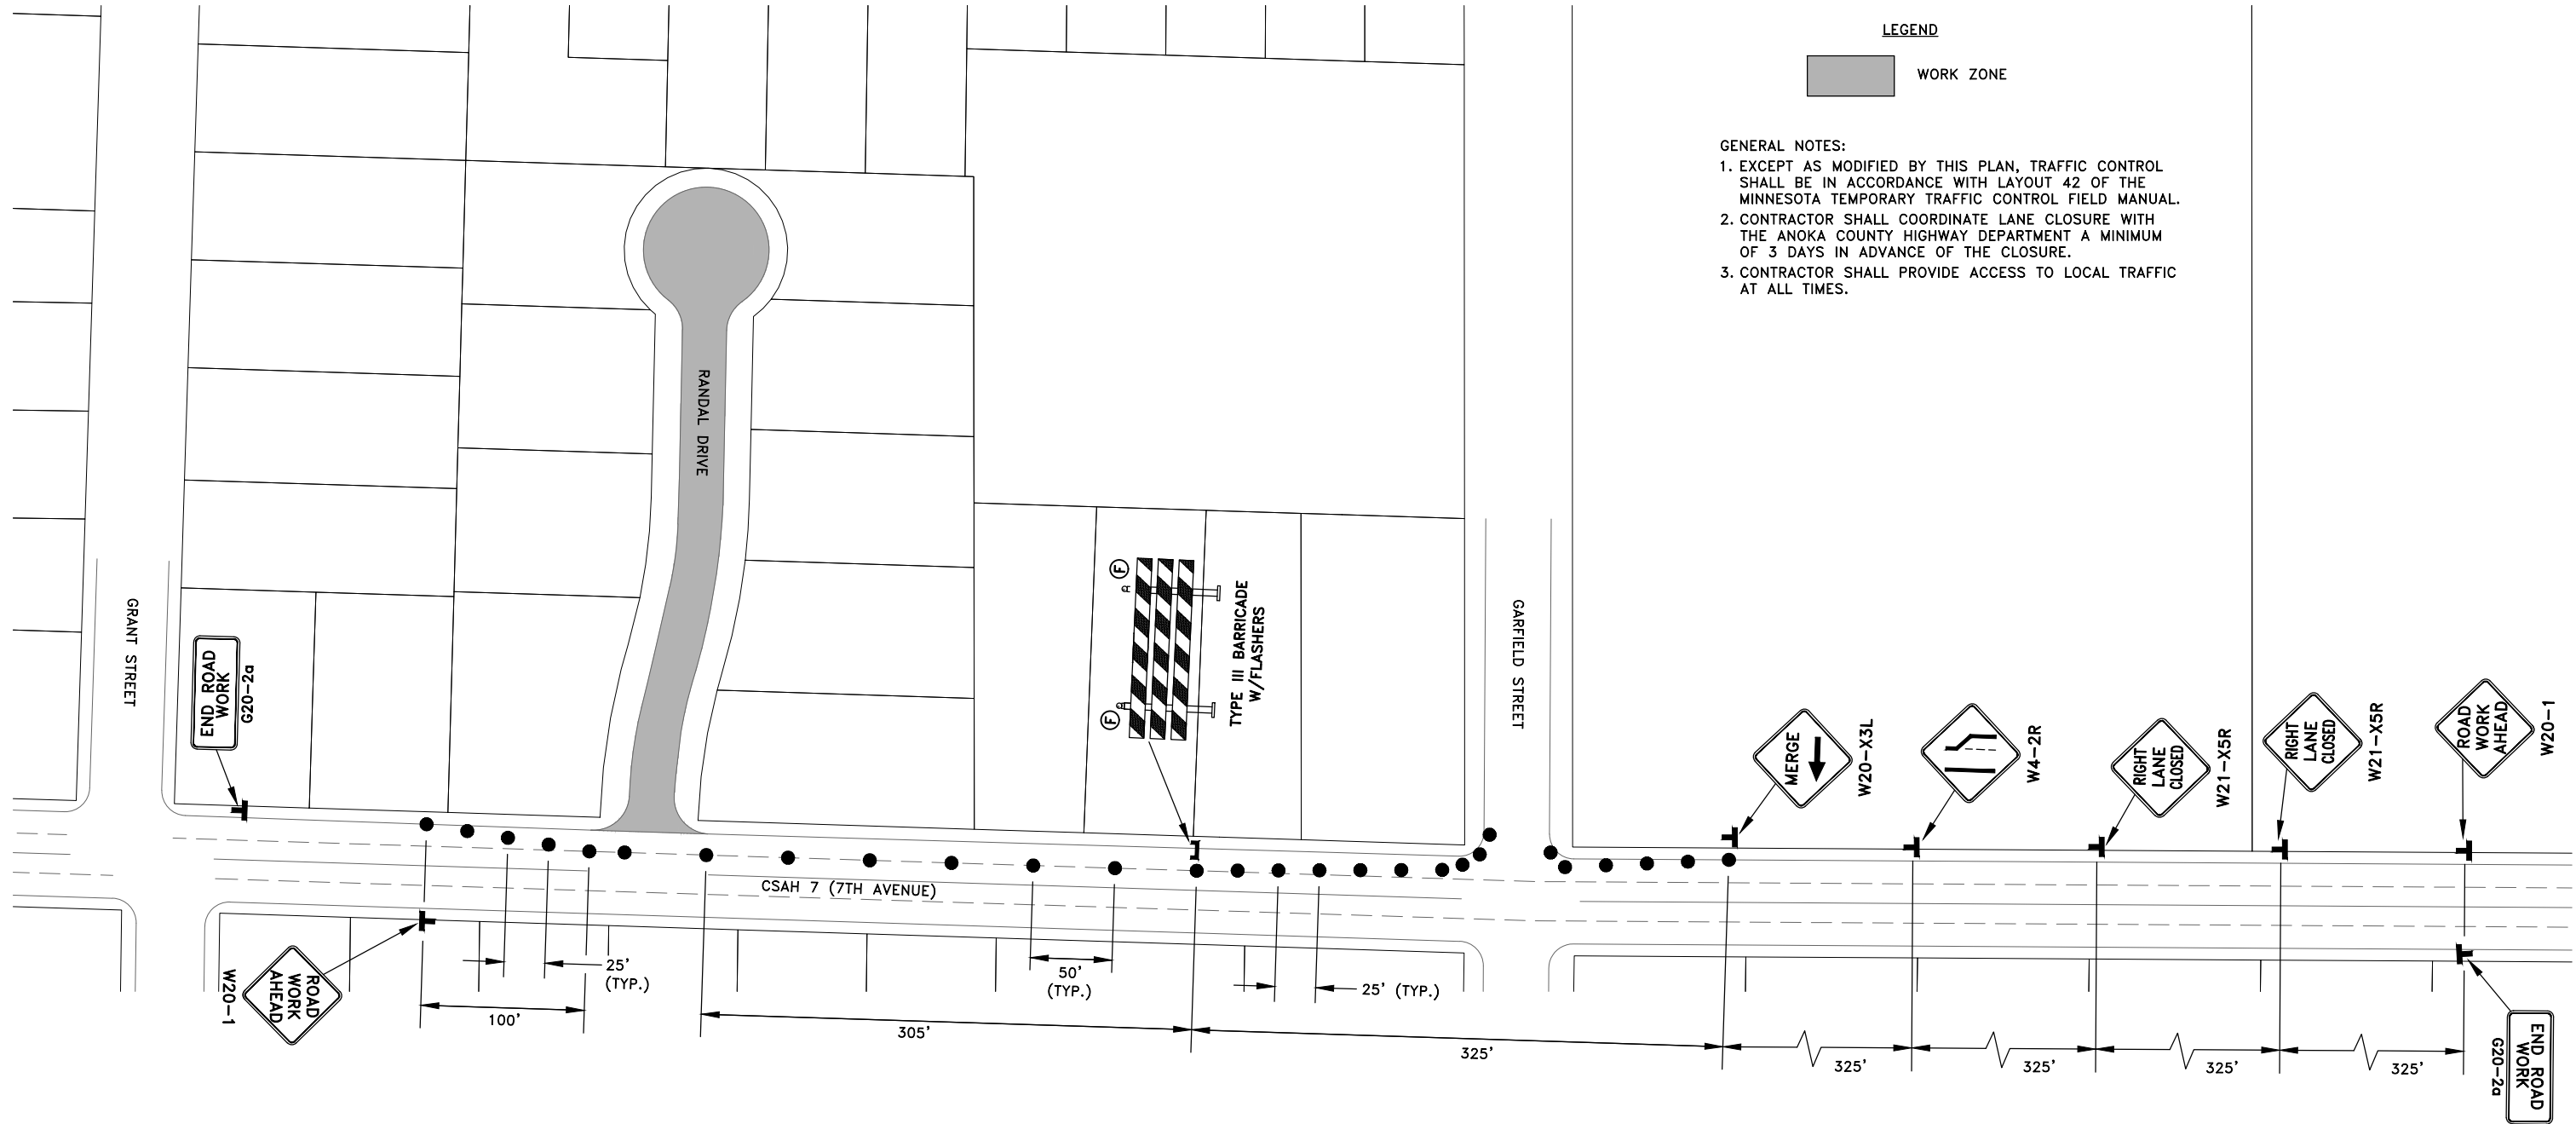 LEGEND
WORK ZONE
GENERAL NOTES:
1. EXCEPT AS MODIFIED BY THIS PLAN, TRAFFIC CONTROL
SHALL BE IN ACCORDANCE WITH LAYOUT 42 OF THE
MINNESOTA TEMPORARY TRAFFIC CONTROL FIELD MANUAL.
2. CONTRACTOR SHALL COORDINATE LANE CLOSURE WITH
THE ANOKA COUNTY HIGHWAY DEPARTMENT A MINIMUM
OF 3 DAYS IN ADVANCE OF THE CLOSURE.
3. CONTRACTOR SHALL PROVIDE ACCESS TO LOCAL TRAFFIC
AT ALL TIMES.
RANDAL DRIVE
GRANT STREET
END ROAD
WORK
G20-2a
F
F
TYPE III BARRICADE
W/FLASHERS
GARFIELD STREET
MERGE
W20-X3L
W4-2R
RIGHT
LANE
CLOSED
W21-X5R
RIGHT
LANE
CLOSED
W21-X5R
ROAD
WORK
AHEAD
W20-1
CSAH 7 (7TH AVENUE)
ROAD
WORK
AHEAD
W20-1
25'
(TYP.)
100'
50'
(TYP.)
305'
25' (TYP.)
325'
325'
325'
325'
325'
END ROAD
WORK
G20-2a